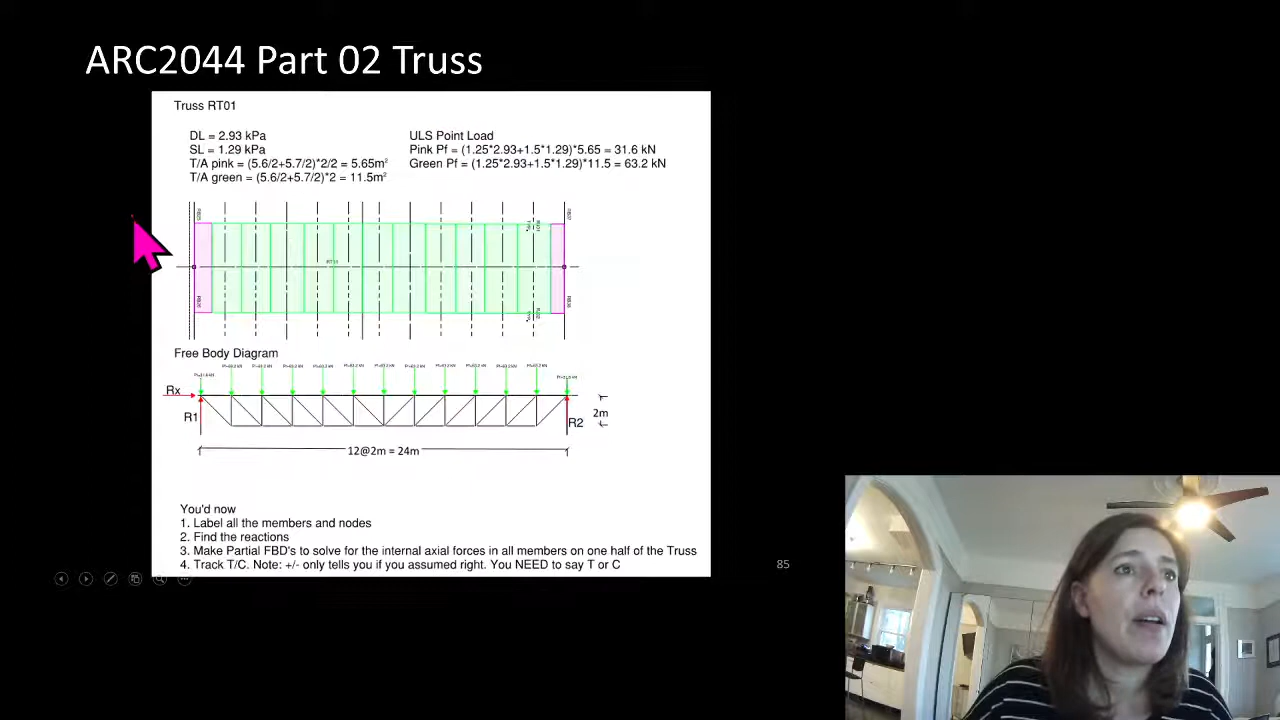 ARC2044 Part 02 Truss
Truss RT01
DL = 2.93 kPa
SL = 1.29 kPa
T/A pink = (5.6/2+5.7/2)*2/2 = 5.65m²
T/A green = (5.6/2+5.7/2)*2 = 11.5m²
ULS Point Load
Pink Pf = (1.25*2.93+1.5*1.29)*5.65 = 31.6 kN
Green Pf = (1.25*2.93+1.5*1.29)*11.5 = 63.2 kN
RT01
Free Body Diagram
Rx
R1
R2
2m
12@2m = 24m
You'd now
1. Label all the members and nodes
2. Find the reactions
3. Make Partial FBD's to solve for the internal axial forces in all members on one half of the Truss
4. Track T/C. Note: +/- only tells you if you assumed right. You NEED to say T or C
85